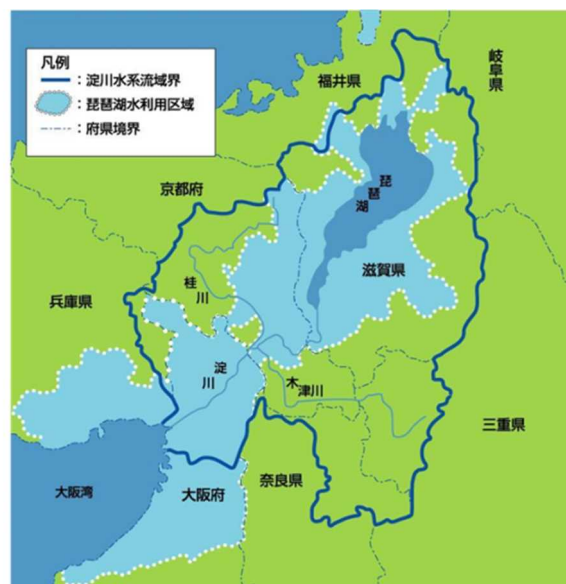 凡例
：淀川水系流域界
：琵琶湖水利用区域
：府県境界
福井県
岐阜県
京都府
琵琶湖
滋賀県
桂川
兵庫県
淀川
木津川
三重県
大阪湾
大阪府
奈良県